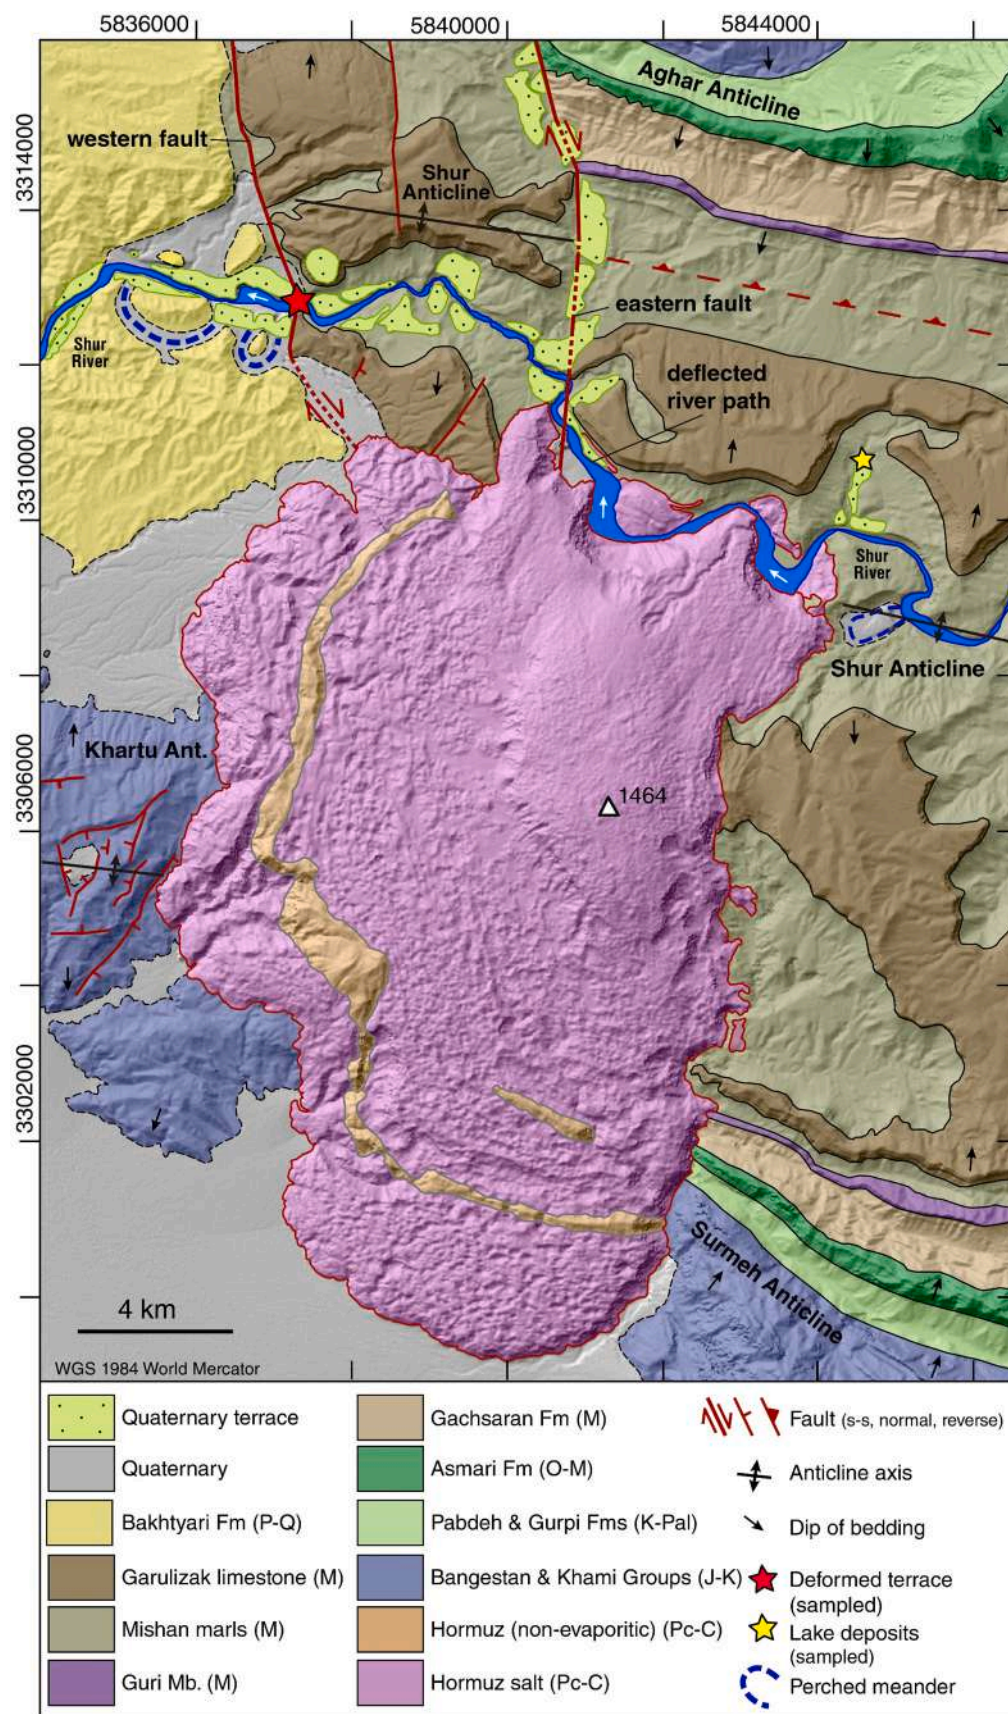 5836000
5840000
5844000
3314000
3310000
3306000
3302000
Aghar Anticline
western fault
Shur
Anticline
eastern fault
Shur
River
deflected
river path
Shur
River
Shur Anticline
Khartu Ant.
1464
Surmeh Anticline
4 km
WGS 1984 World Mercator
Quaternary terrace
Quaternary
Bakhtyari Fm (P-Q)
Garulizak limestone (M)
Mishan marls (M)
Guri Mb. (M)
Gachsaran Fm (M)
Asmari Fm (O-M)
Pabdeh & Gurpi Fms (K-Pal)
Bangestan & Khami Groups (J-K)
Hormuz (non-evaporitic) (Pc-C)
Hormuz salt (Pc-C)
Fault (s-s, normal, reverse)
Anticline axis
Dip of bedding
Deformed terrace
(sampled)
Lake deposits
(sampled)
Perched meander